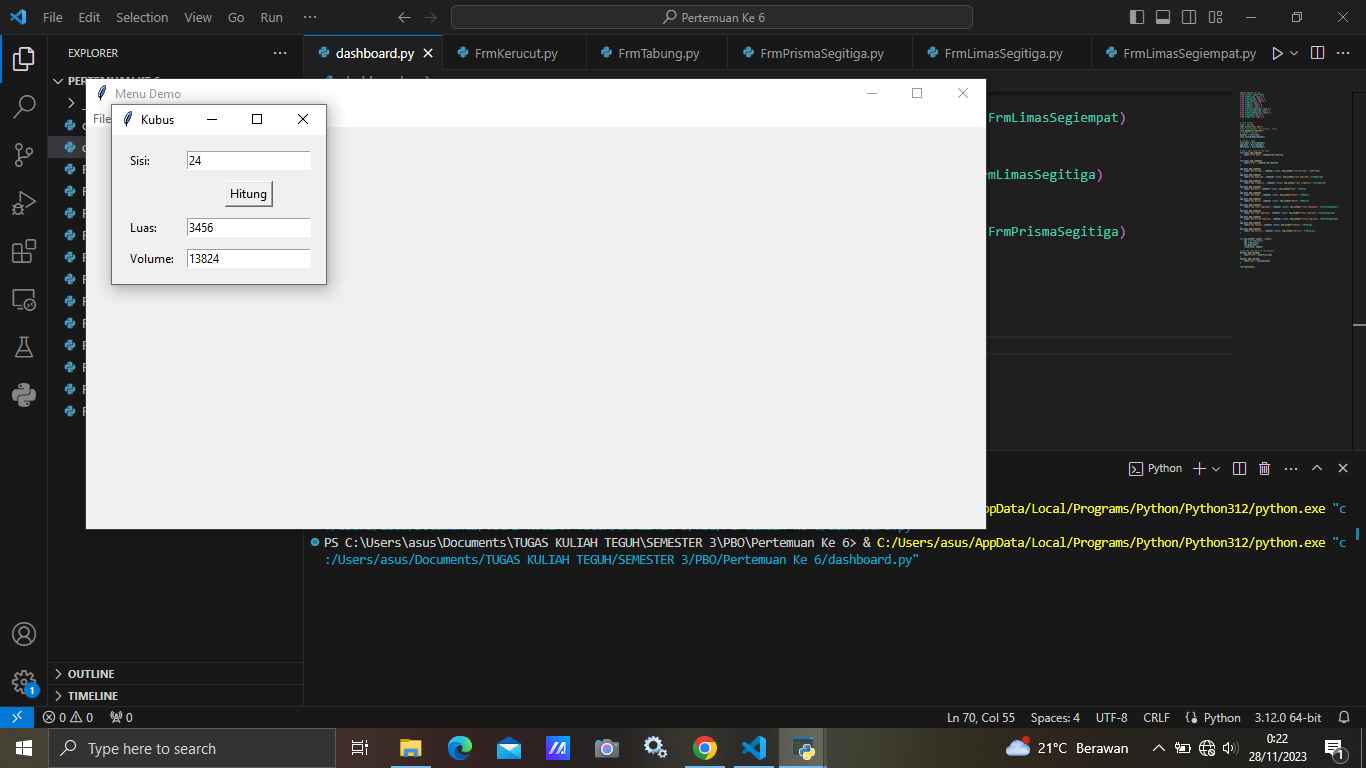 File Edit Selection View Go Run ··· Pertemuan Ke 6
EXPLORER ···
dashboard.py FrmKerucut.py FrmTabung.py FrmPrismaSegitiga.py FrmLimasSegitiga.py FrmLimasSegiempat.py ···
Menu Demo
File
Kubus
Sisi: 24
Hitung
Luas: 3456
Volume: 13824
FrmLimasSegiempat)
mLimasSegitiga)
FrmPrismaSegitiga)
Python ···
AppData/Local/Programs/Python/Python312/python.exe "c
PS C:\Users\asus\Documents\TUGAS KULIAH TEGUH\SEMESTER 3\PBO\Pertemuan Ke 6> & C:/Users/asus/AppData/Local/Programs/Python/Python312/python.exe "c
:/Users/asus/Documents/TUGAS KULIAH TEGUH/SEMESTER 3/PBO/Pertemuan Ke 6/dashboard.py"
OUTLINE
TIMELINE
1
0 0 0 Ln 70, Col 55 Spaces: 4 UTF-8 CRLF Python 3.12.0 64-bit
Type here to search 21°C Berawan 0:22
28/11/2023 1